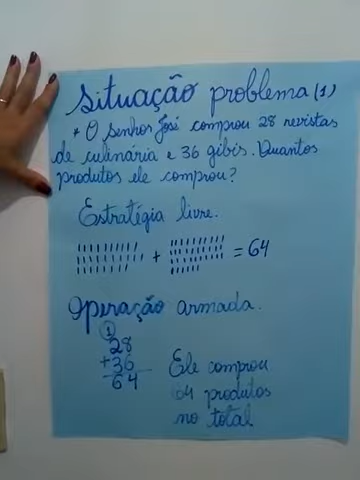 Situação problema (1)
* O senhor José comprou 28 revistas
de culinária e 36 gibis. Quantos
produtos ele comprou?
Estratégia livre.
+ = 64
Operação armada.
1
28
+36
64
Ele comprou
64 produtos
no total